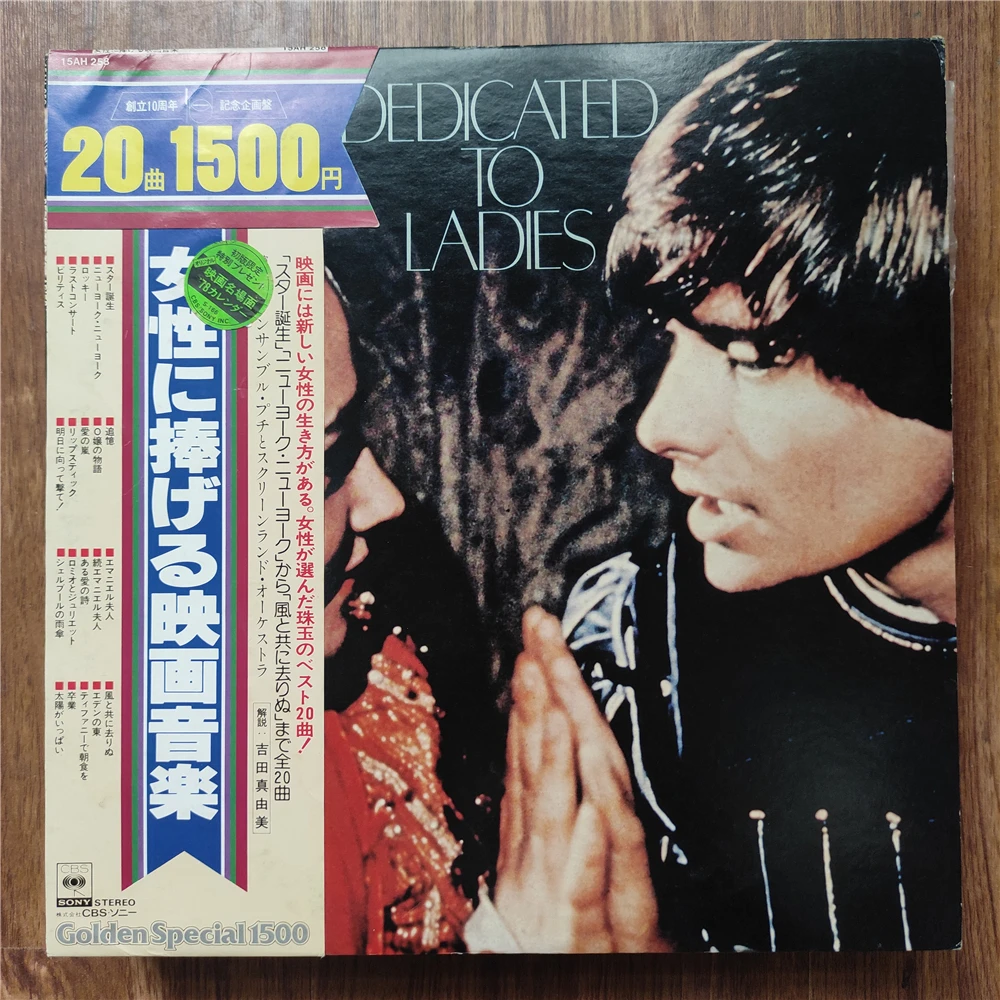 15AH 258
15AH 258
創立10周年
記念企画盤
20曲1500円
DEDICATED
TO
LADIES
初版限定
特別プレゼント
オリジナル
映画名場面
'78カレンダー
CBS/SONY INC.
女性に捧げる映画音楽
映画には新しい女性の生き方がある。女性が選んだ珠玉のベスト20曲!
「スター誕生」「ニューヨーク・ニューヨーク」から「風と共に去りぬ」まで全20曲
ンサンブル・プチとスクリーンランド・オーケストラ
解説:吉田真由美
■スター誕生
■ニューヨーク・ニューヨーク
■ロッキー
■ラストコンサート
■ビリティス
■追憶
■O嬢の物語
■愛の嵐
■リップスティック
■明日に向って撃て!
■エマニエル夫人
■続エマニエル夫人
■ある愛の詩
■ロミオとジュリエット
■シェルブールの雨傘
■風と共に去りぬ
■エデンの東
■ティファニーで朝食を
■卒業
■太陽がいっぱい
CBS
SONY STEREO
株式会社CBS・ソニー
Golden Special 1500